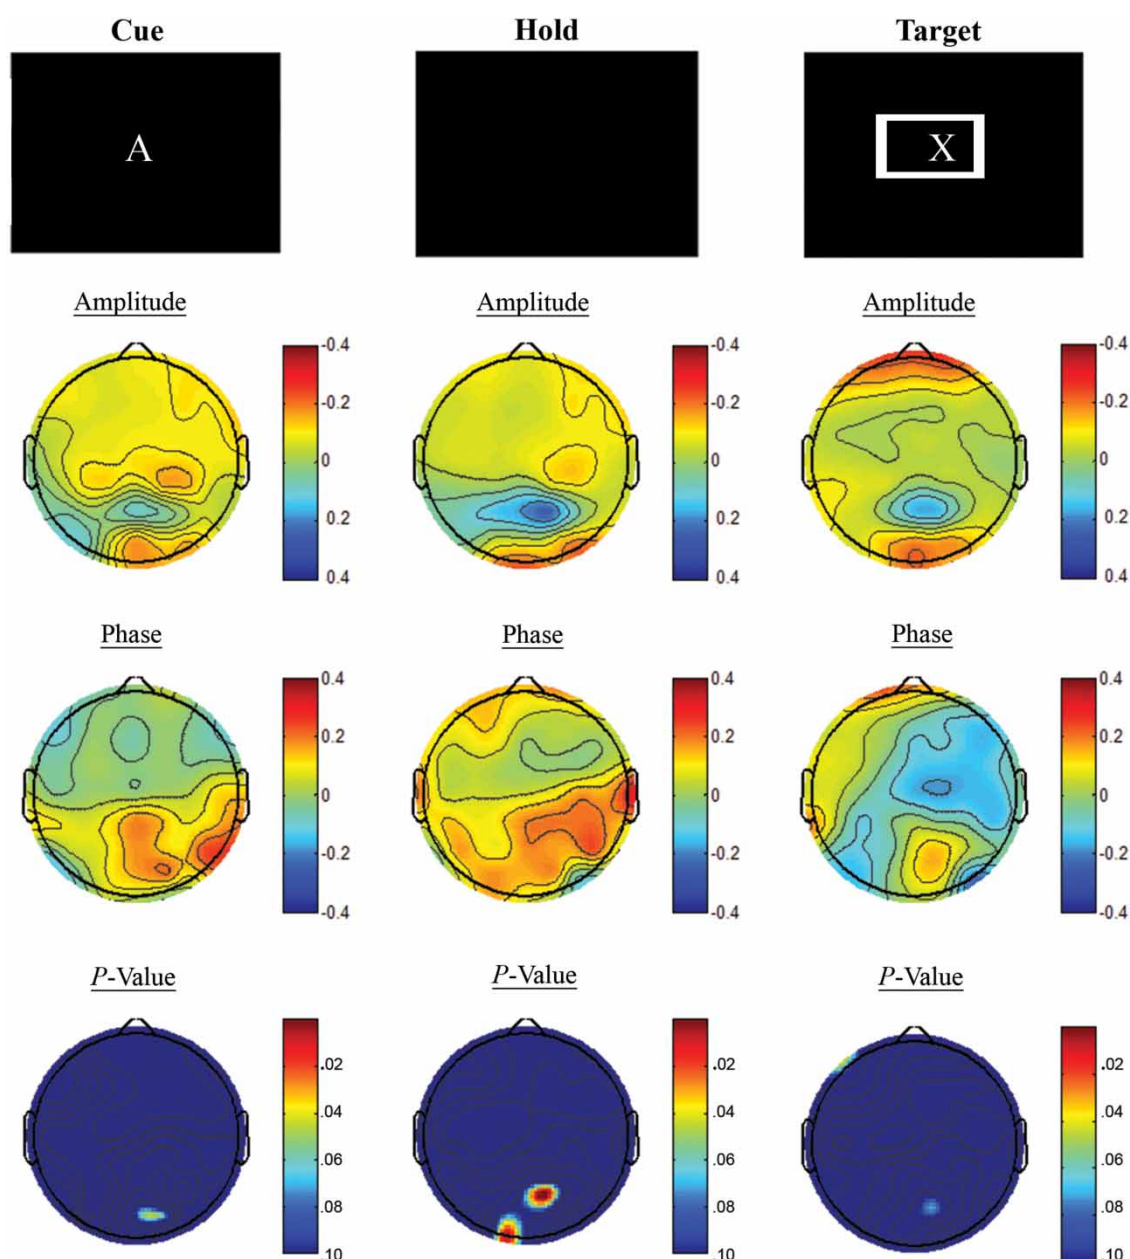 Cue Hold Target
A X
Amplitude Amplitude Amplitude
-0.4 -0.4 -0.4
-0.2 -0.2 -0.2
0 0 0
0.2 0.2 0.2
0.4 0.4 0.4
Phase Phase Phase
0.4 0.4 0.4
0.2 0.2 0.2
0 0 0
-0.2 -0.2 -0.2
-0.4 -0.4 -0.4
P-Value P-Value P-Value
.02 .02 .02
.04 .04 .04
.06 .06 .06
.08 .08 .08
.10 .10 .10